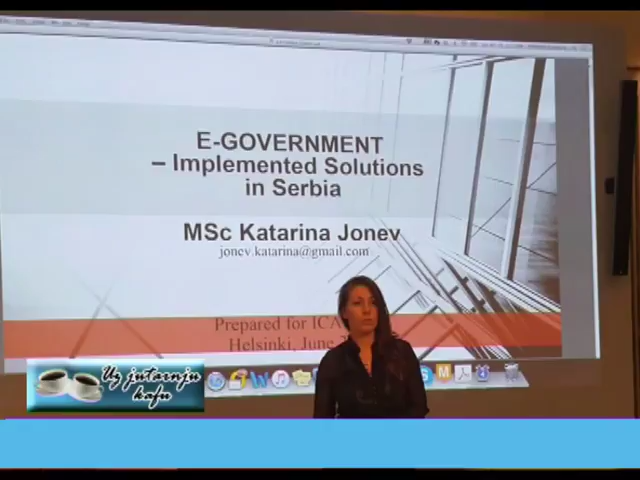 E-GOVERNMENT
– Implemented Solutions
in Serbia
MSc Katarina Jonev
jonev.katarina@gmail.com
Prepared for ICA
Helsinki, June
Uz jutarnju
kafu